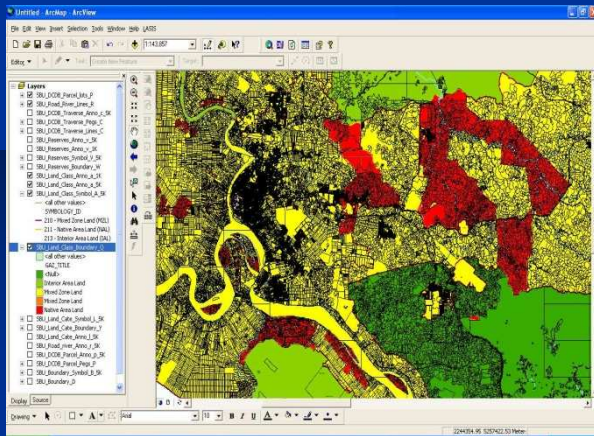 Untitled - ArcMap - ArcView
File Edit View Insert Selection Tools Window Help LASIS
1:143,857
Editor Task: Create New Feature Target:
Layers
SBU_DCDB_Parcel_lots_P
SBU_Road_River_Lines_R
SBU_DCDB_Traverse_Anno_c_5K
SBU_DCDB_Traverse_Pegs_C
SBU_DCDB_Traverse_Lines_C
SBU_Reserves_Anno_v_5K
SBU_Reserves_Anno_v_1K
SBU_Reserves_Symbol_V_5K
SBU_Reserves_Boundary_W
SBU_Land_Class_Anno_a_1K
SBU_Land_Class_Anno_a_5K
SBU_Land_Class_Symbol_A_5K
<all other values>
SYMBOLOGY_ID
210 - Mixed Zone Land (MZL)
211 - Native Area Land (NAL)
213 - Interior Area Land (IAL)
SBU_Land_Class_Boundary_Q
<all other values>
GAZ_TITLE
<Null>
Interior Area Land
Mixed Zone Land
Mixed Zone Land
Native Area Land
SBU_Land_Cate_Symbol_L_5K
SBU_Land_Cate_Boundary_Y
SBU_Land_Cate_Anno_l_5K
SBU_Road_river_Anno_r_5K
SBU_DCDB_Parcel_Anno_p_5K
SBU_DCDB_Parcel_Pegs_P
SBU_Boundary_Symbol_B_5K
SBU_Boundary_D
Display Source
Drawing A Arial 10 B I U A
2244354.95 5257422.53 Meters